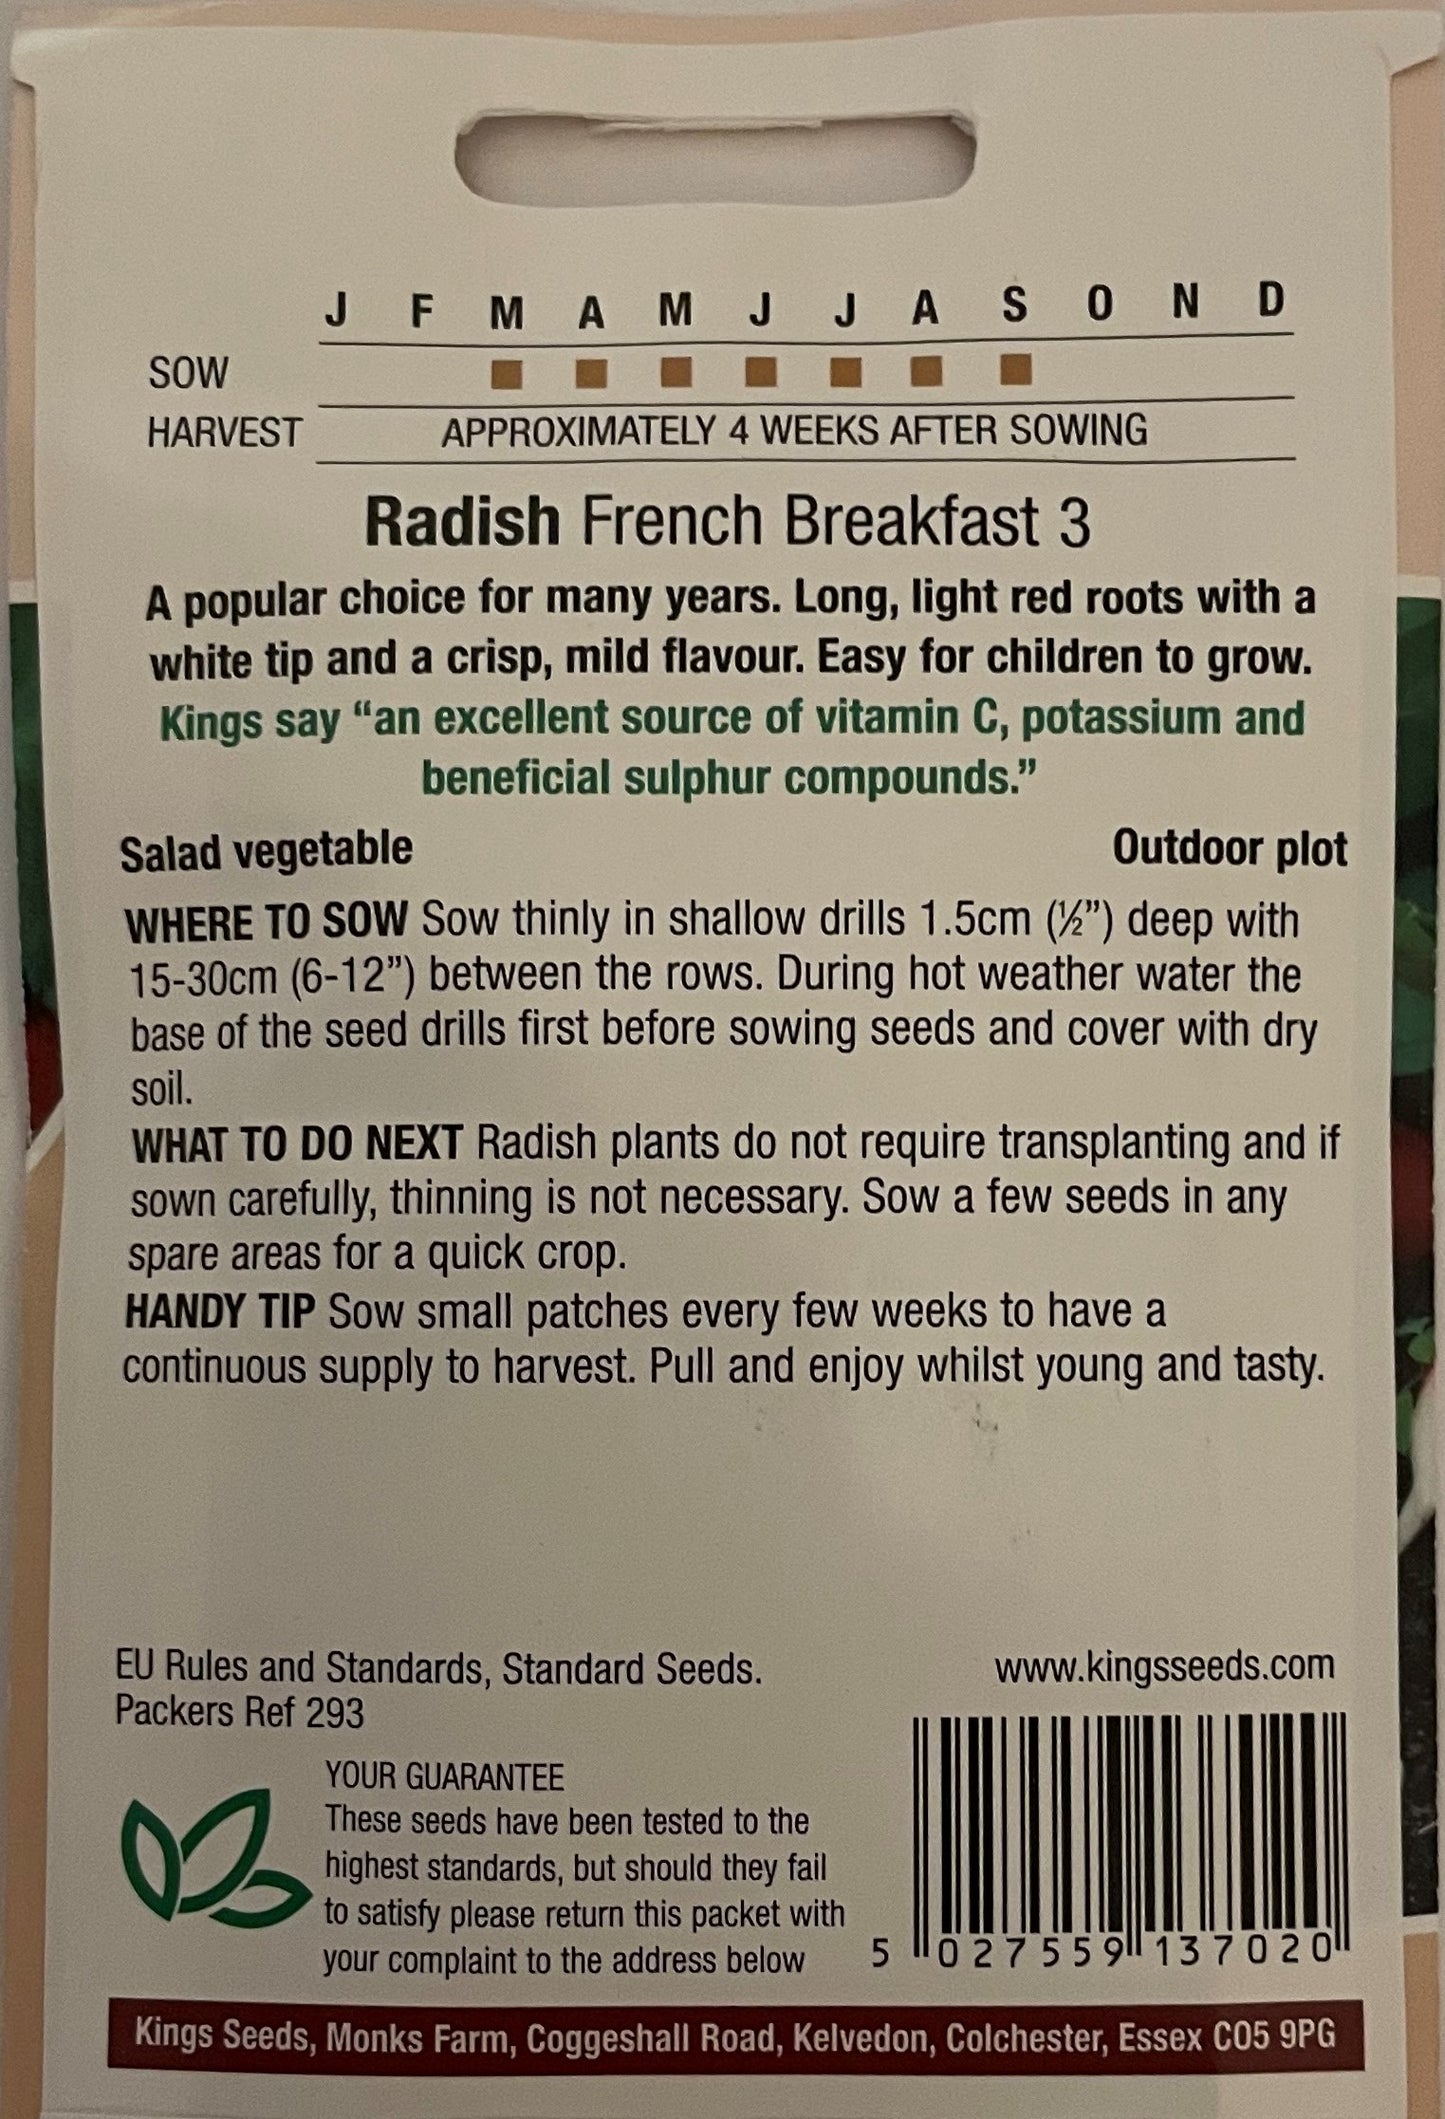 J F M A M J J A S O N D
SOW
HARVEST APPROXIMATELY 4 WEEKS AFTER SOWING
Radish French Breakfast 3
A popular choice for many years. Long, light red roots with a
white tip and a crisp, mild flavour. Easy for children to grow.
Kings say “an excellent source of vitamin C, potassium and
beneficial sulphur compounds.”
Salad vegetable Outdoor plot
WHERE TO SOW Sow thinly in shallow drills 1.5cm (½”) deep with
15-30cm (6-12”) between the rows. During hot weather water the
base of the seed drills first before sowing seeds and cover with dry
soil.
WHAT TO DO NEXT Radish plants do not require transplanting and if
sown carefully, thinning is not necessary. Sow a few seeds in any
spare areas for a quick crop.
HANDY TIP Sow small patches every few weeks to have a
continuous supply to harvest. Pull and enjoy whilst young and tasty.
EU Rules and Standards, Standard Seeds. www.kingsseeds.com
Packers Ref 293
YOUR GUARANTEE
These seeds have been tested to the
highest standards, but should they fail
to satisfy please return this packet with
your complaint to the address below
5 027559 137020
Kings Seeds, Monks Farm, Coggeshall Road, Kelvedon, Colchester, Essex CO5 9PG